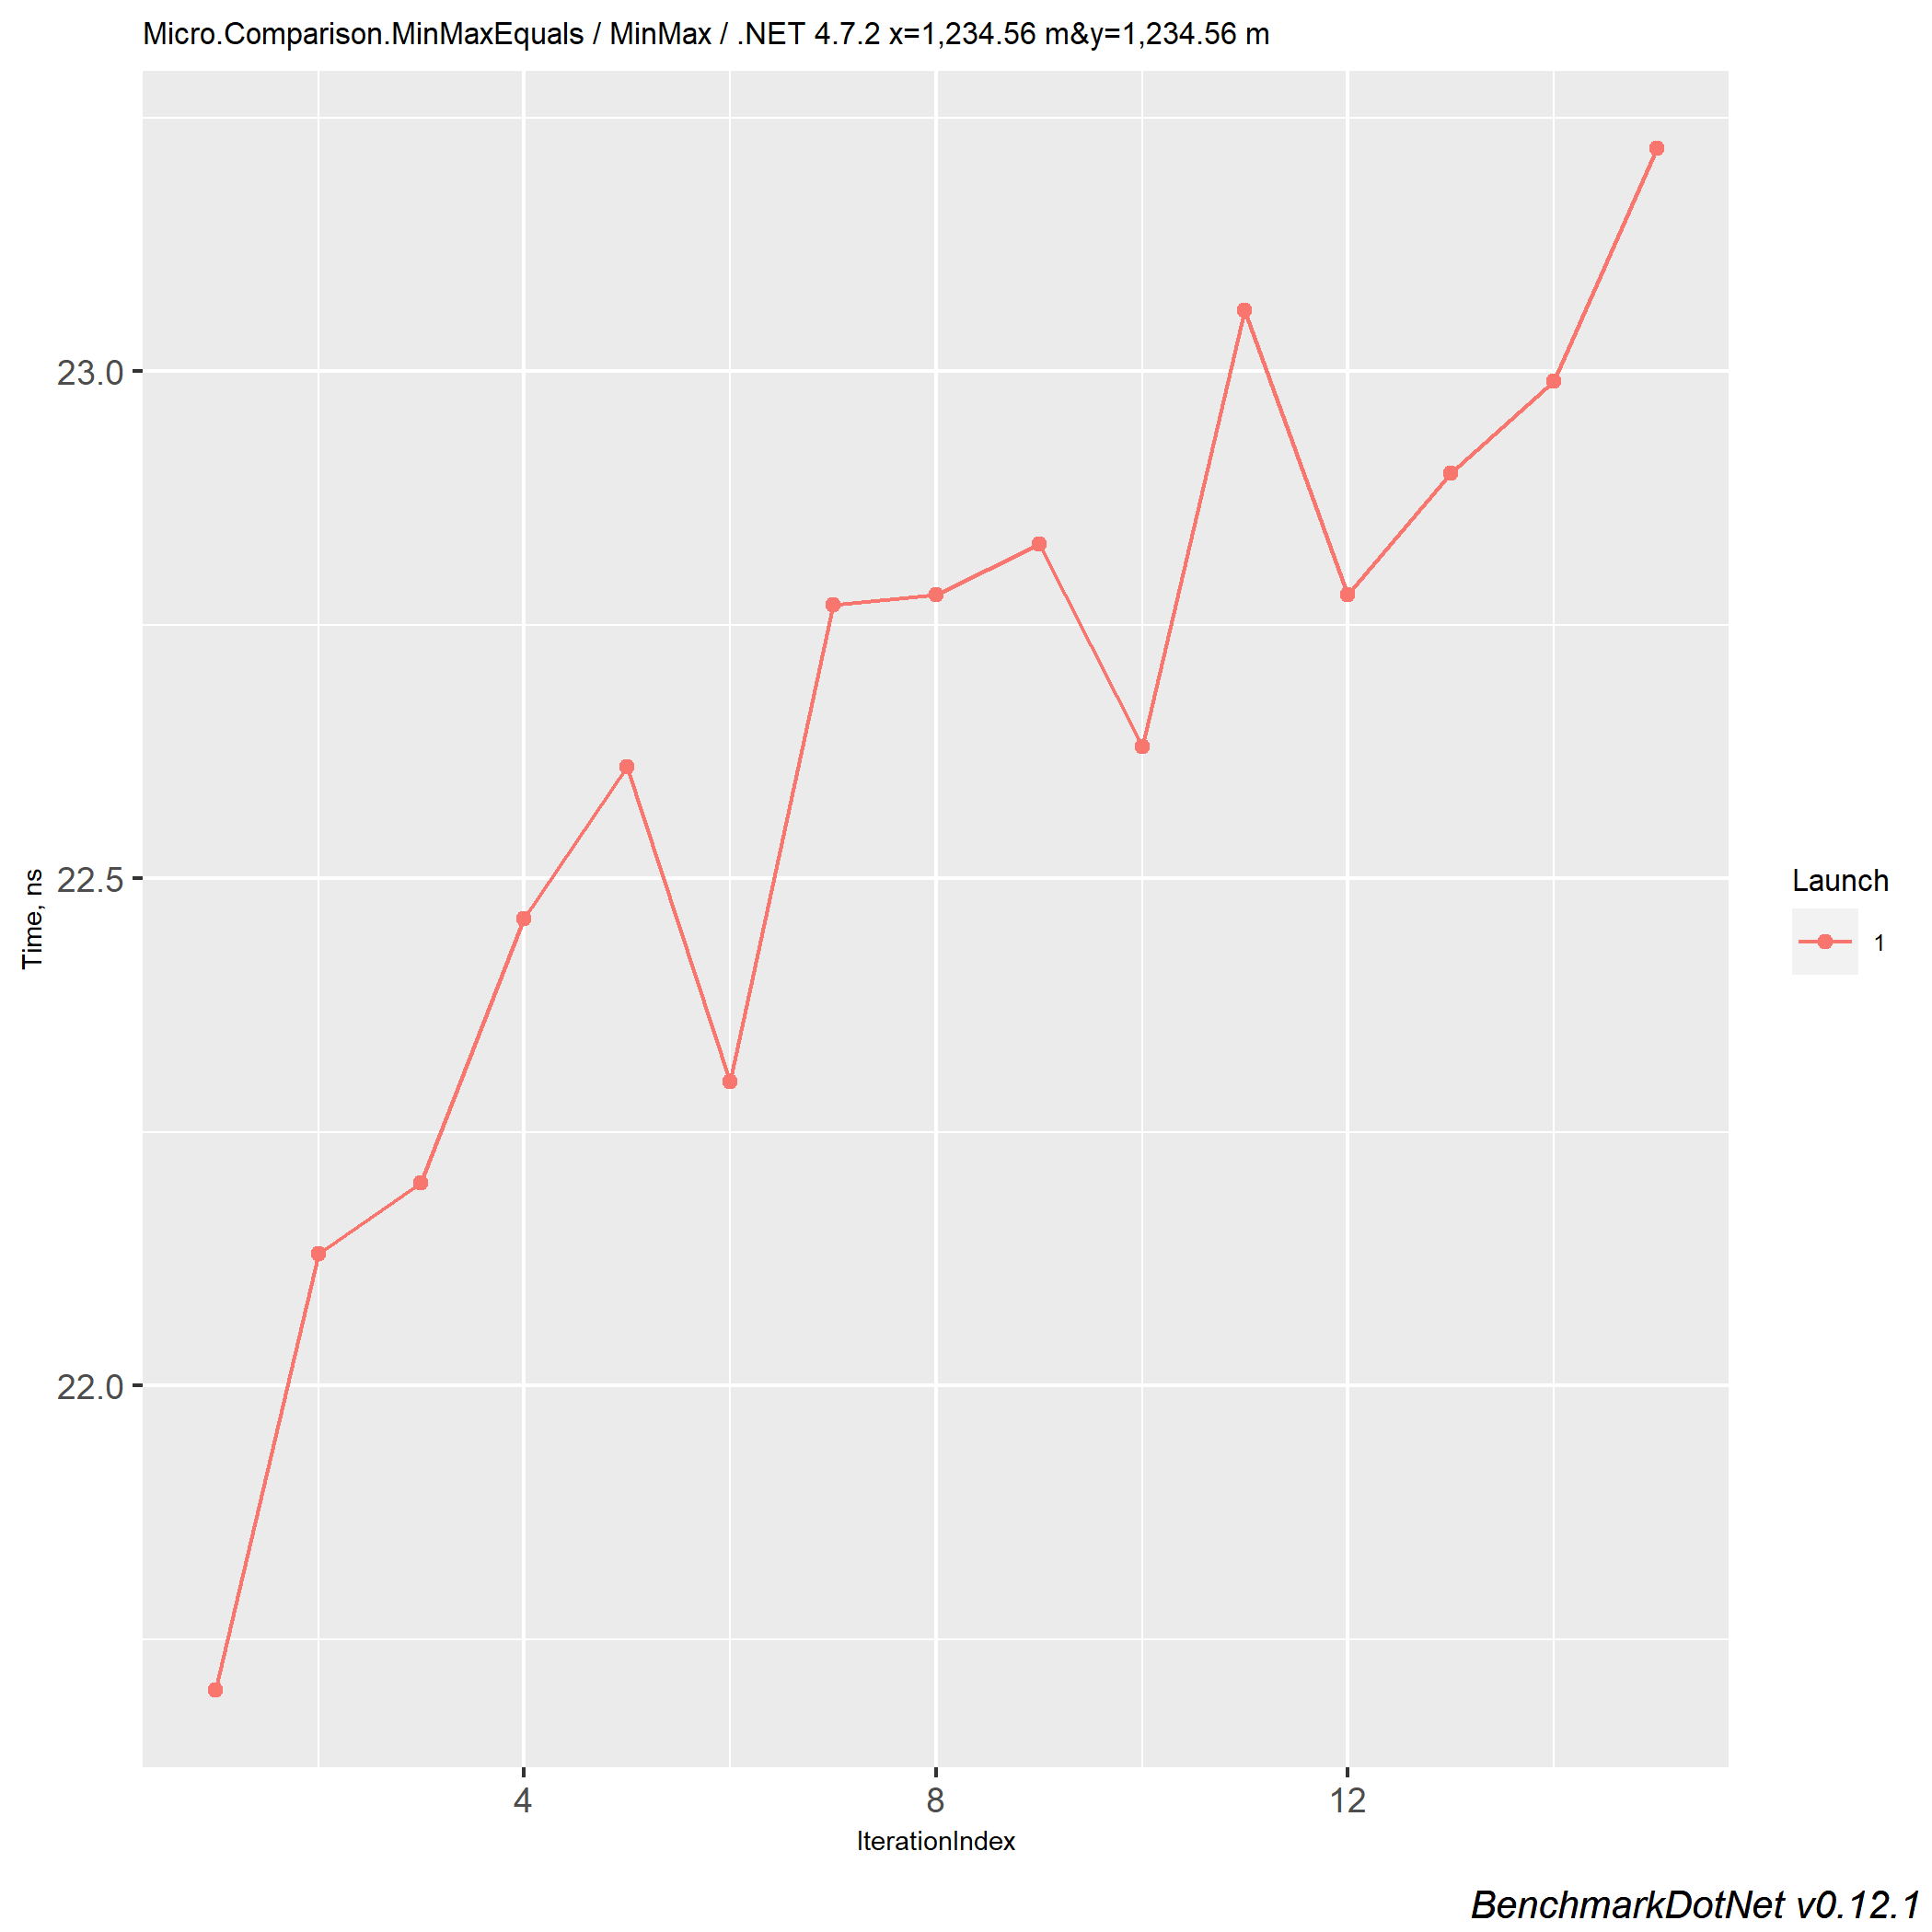 Micro.Comparison.MinMaxEquals / MinMax / .NET 4.7.2 x=1,234.56 m&y=1,234.56 m
23.0
22.5
22.0
Time, ns
4 8 12
IterationIndex
Launch
1
BenchmarkDotNet v0.12.1